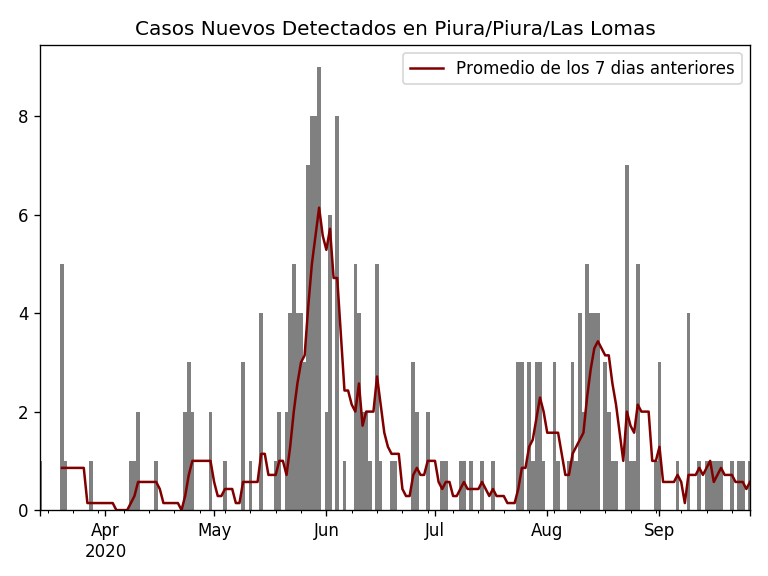 Casos Nuevos Detectados en Piura/Piura/Las Lomas
Promedio de los 7 dias anteriores
8
6
4
2
0
Apr
2020
May
Jun
Jul
Aug
Sep